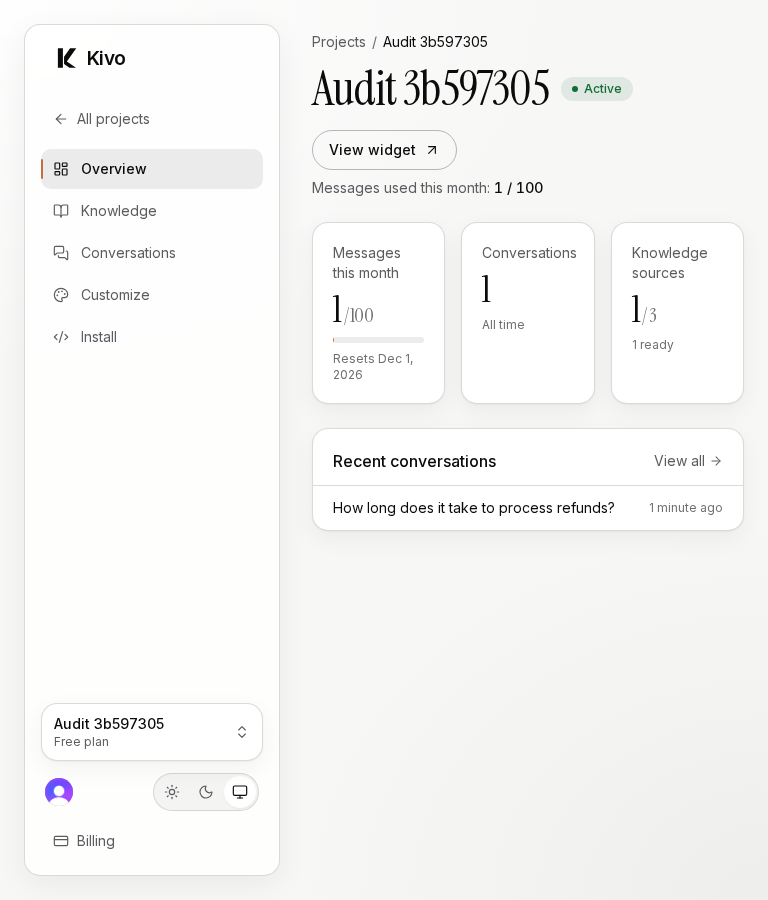 Kivo
All projects
Overview
Knowledge
Conversations
Customize
Install
Audit 3b597305
Free plan
Billing
Projects / Audit 3b597305
Audit 3b597305
Active
View widget
Messages used this month: 1 / 100
Messages
this month
1/100
Resets Dec 1,
2026
Conversations
1
All time
Knowledge
sources
1/3
1 ready
Recent conversations
View all
How long does it take to process refunds?
1 minute ago